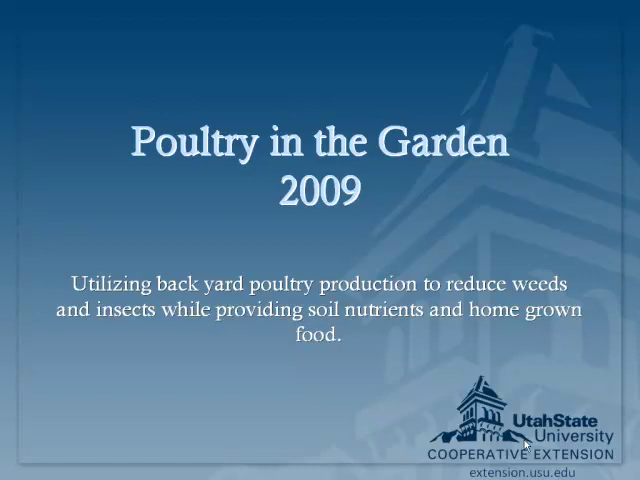 Poultry in the Garden
2009
Utilizing back yard poultry production to reduce weeds
and insects while providing soil nutrients and home grown
food.
UtahState
University
COOPERATIVE EXTENSION
extension.usu.edu